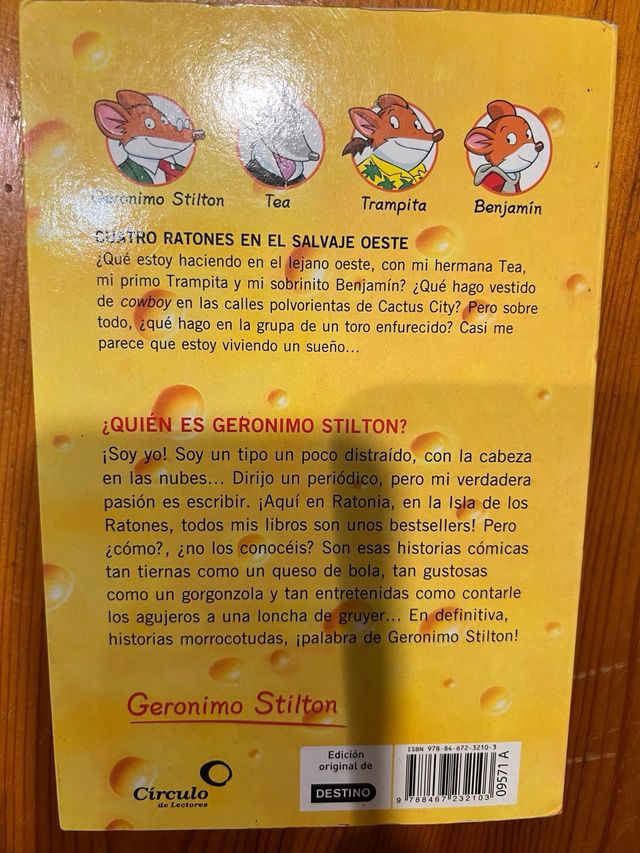 Geronimo Stilton
Tea
Trampita
Benjamín
CUATRO RATONES EN EL SALVAJE OESTE
¿Qué estoy haciendo en el lejano oeste, con mi hermana Tea,
mi primo Trampita y mi sobrinito Benjamín? ¿Qué hago vestido
de cowboy en las calles polvorientas de Cactus City? Pero sobre
todo, ¿qué hago en la grupa de un toro enfurecido? Casi me
parece que estoy viviendo un sueño...
¿QUIÉN ES GERONIMO STILTON?
¡Soy yo! Soy un tipo un poco distraído, con la cabeza
en las nubes... Dirijo un periódico, pero mi verdadera
pasión es escribir. ¡Aquí en Ratonia, en la Isla de los
Ratones, todos mis libros son unos bestsellers! Pero
¿cómo?, ¿no los conocéis? Son esas historias cómicas
tan tiernas como un queso de bola, tan gustosas
como un gorgonzola y tan entretenidas como contarle
los agujeros a una loncha de gruyer... En definitiva,
historias morrocotudas, ¡palabra de Geronimo Stilton!
Geronimo Stilton
Círculo
de Lectores
Edición
original de
DESTINO
ISBN 978-84-672-3210-3
9 788467 232103
09571 A